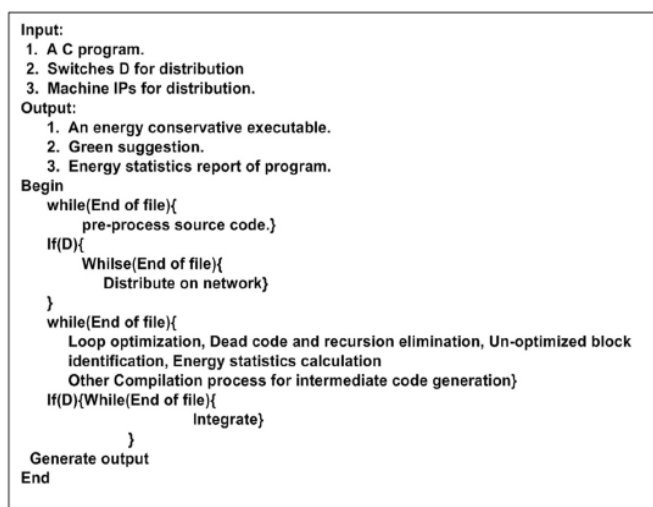 Input:
1. A C program.
2. Switches D for distribution
3. Machine IPs for distribution.
Output:
1. An energy conservative executable.
2. Green suggestion.
3. Energy statistics report of program.
Begin
while(End of file){
pre-process source code.}
If(D){
Whilse(End of file){
Distribute on network}
}
while(End of file){
Loop optimization, Dead code and recursion elimination, Un-optimized block
identification, Energy statistics calculation
Other Compilation process for intermediate code generation}
If(D){While(End of file){
Integrate}
}
Generate output
End